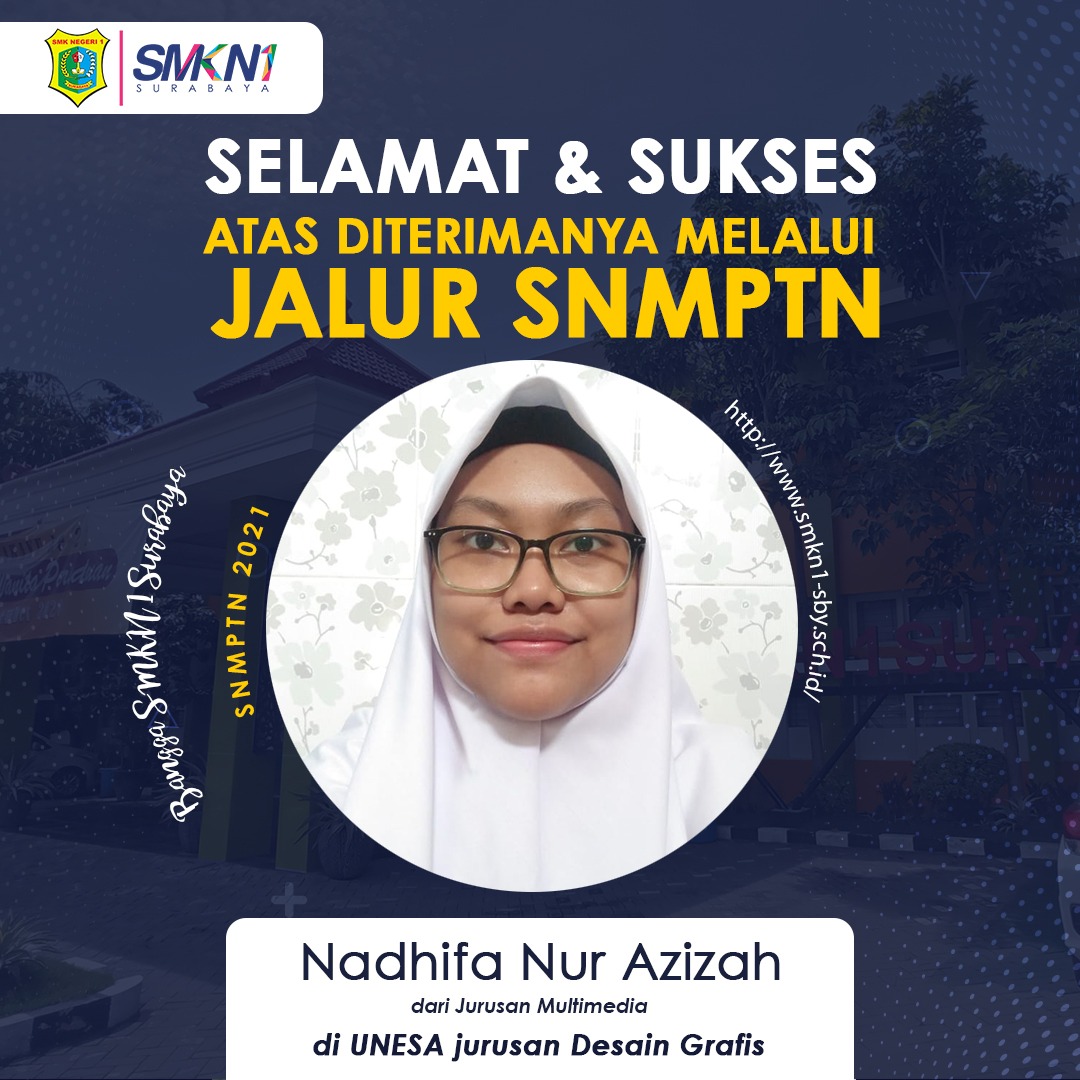 SMK NEGERI 1
SMKN1
SURABAYA
SELAMAT & SUKSES
ATAS DITERIMANYA MELALUI
JALUR SNMPTN
Bangga SMKN 1 Surabaya
SNMPTN 2021
http://www.smkn1-sby.sch.id/
Nadhifa Nur Azizah
dari Jurusan Multimedia
di UNESA jurusan Desain Grafis